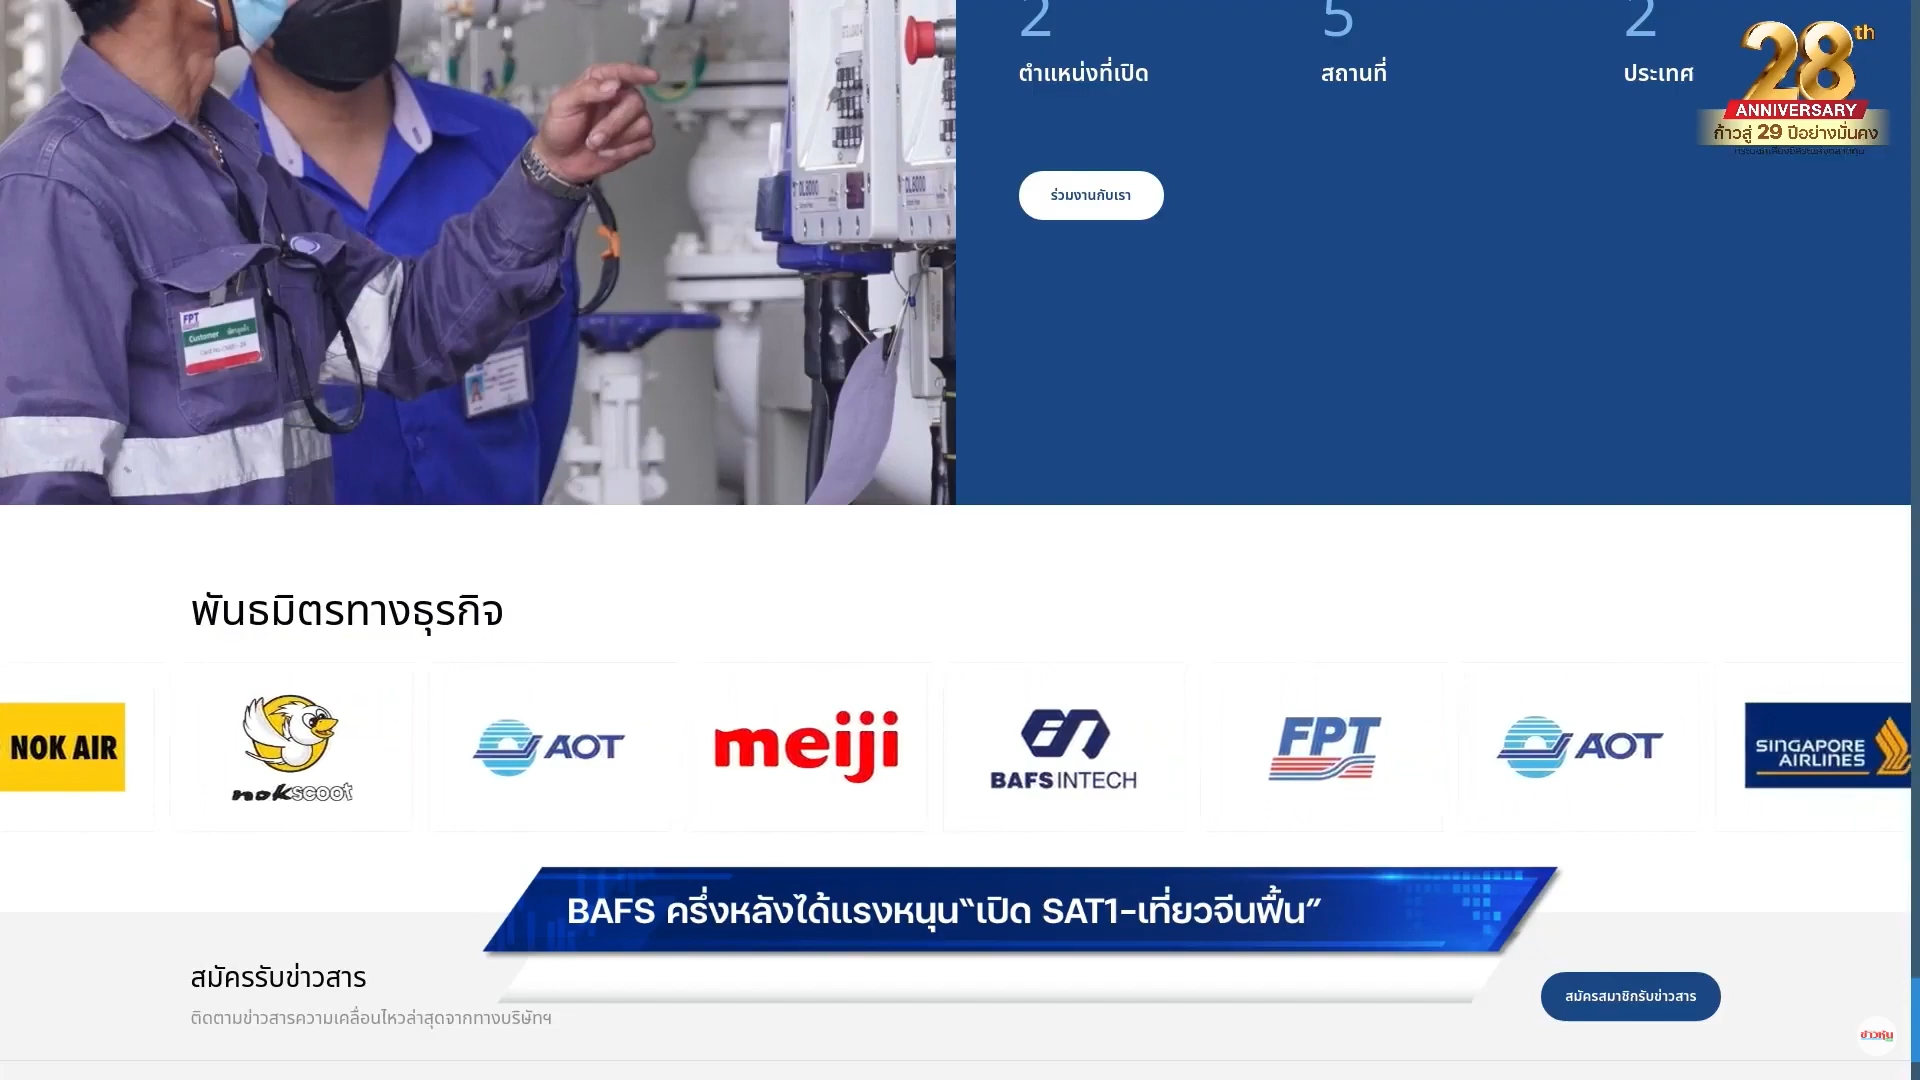 2
5
2
ตำแหน่งที่เปิด
สถานที่
ประเทศ
28th
ANNIVERSARY
ก้าวสู่ 29 ปีอย่างมั่นคง
ร่วมงานกับเรา
FPT
Customer
DL8000
DL8000
พันธมิตรทางธุรกิจ
NOK AIR
nokscoot
AOT
meiji
BAFS INTECH
FPT
AOT
SINGAPORE AIRLINES
BAFS ครึ่งหลังได้แรงหนุน“เปิด SAT1-เที่ยวจีนฟื้น”
สมัครรับข่าวสาร
ติดตามข่าวสารความเคลื่อนไหวล่าสุดจากทางบริษัทฯ
สมัครสมาชิกรับข่าวสาร
ข่าวหุ้น